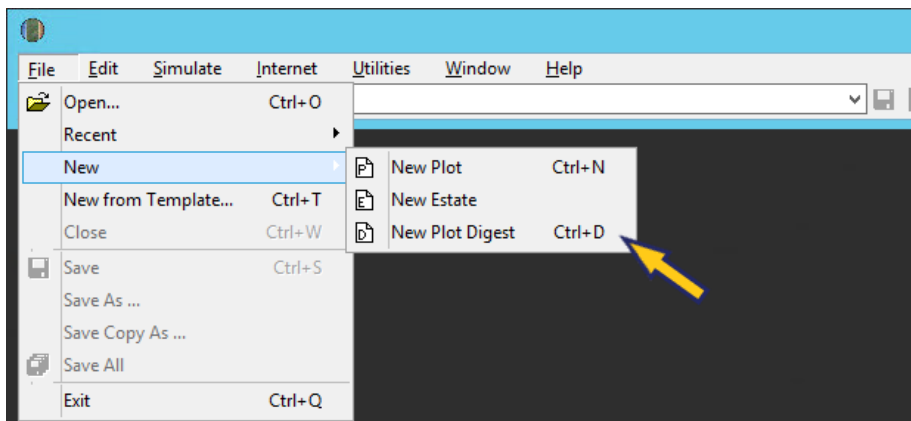 File Edit Simulate Internet Utilities Window Help
Open... Ctrl+O
Recent
New
New from Template... Ctrl+T
Close Ctrl+W
Save Ctrl+S
Save As ...
Save Copy As ...
Save All
Exit Ctrl+Q
P New Plot Ctrl+N
E New Estate
D New Plot Digest Ctrl+D